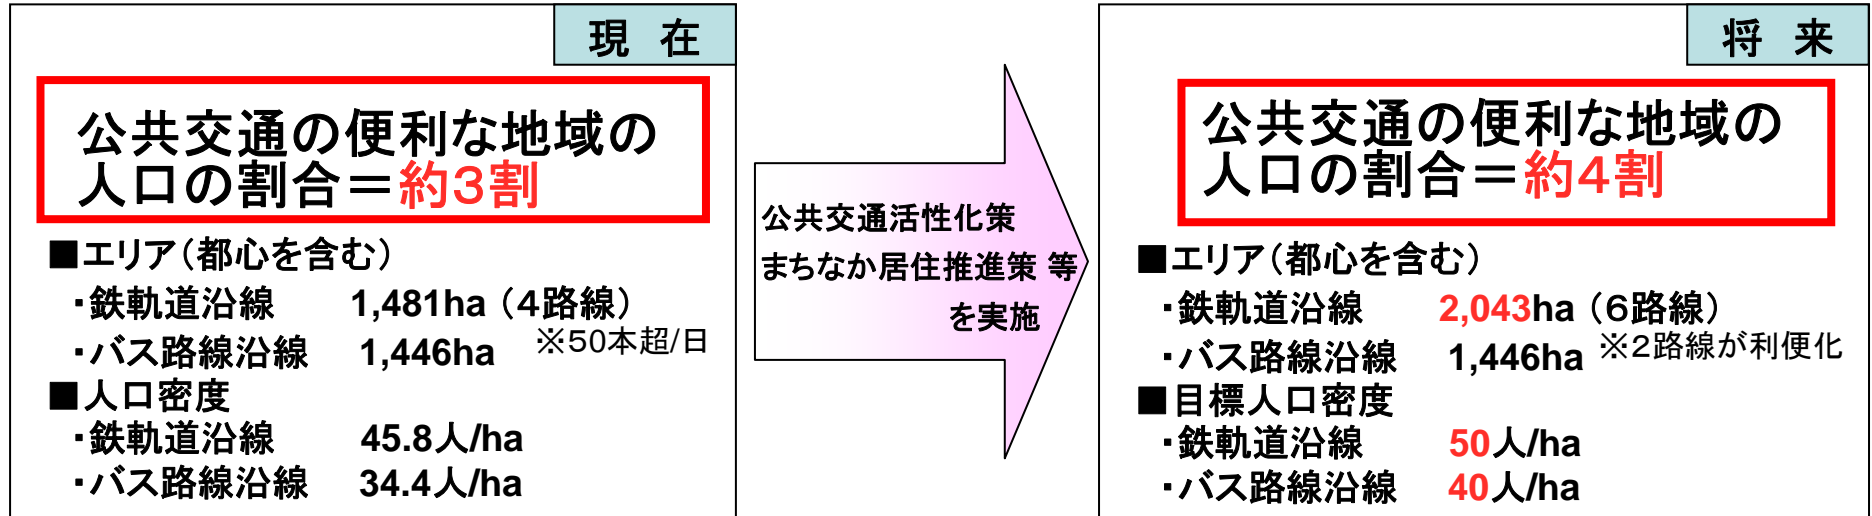 現 在
公共交通の便利な地域の
人口の割合＝約３割
■エリア（都心を含む）
・鉄軌道沿線 1,481ha（４路線）
※50本超/日
・バス路線沿線 1,446ha
■人口密度
・鉄軌道沿線 45.8人/ha
・バス路線沿線 34.4人/ha
公共交通活性化策
まちなか居住推進策 等
を実施
将 来
公共交通の便利な地域の
人口の割合＝約４割
■エリア（都心を含む）
・鉄軌道沿線 2,043ha（６路線）
※２路線が利便化
・バス路線沿線 1,446ha
■目標人口密度
・鉄軌道沿線 50人/ha
・バス路線沿線 40人/ha